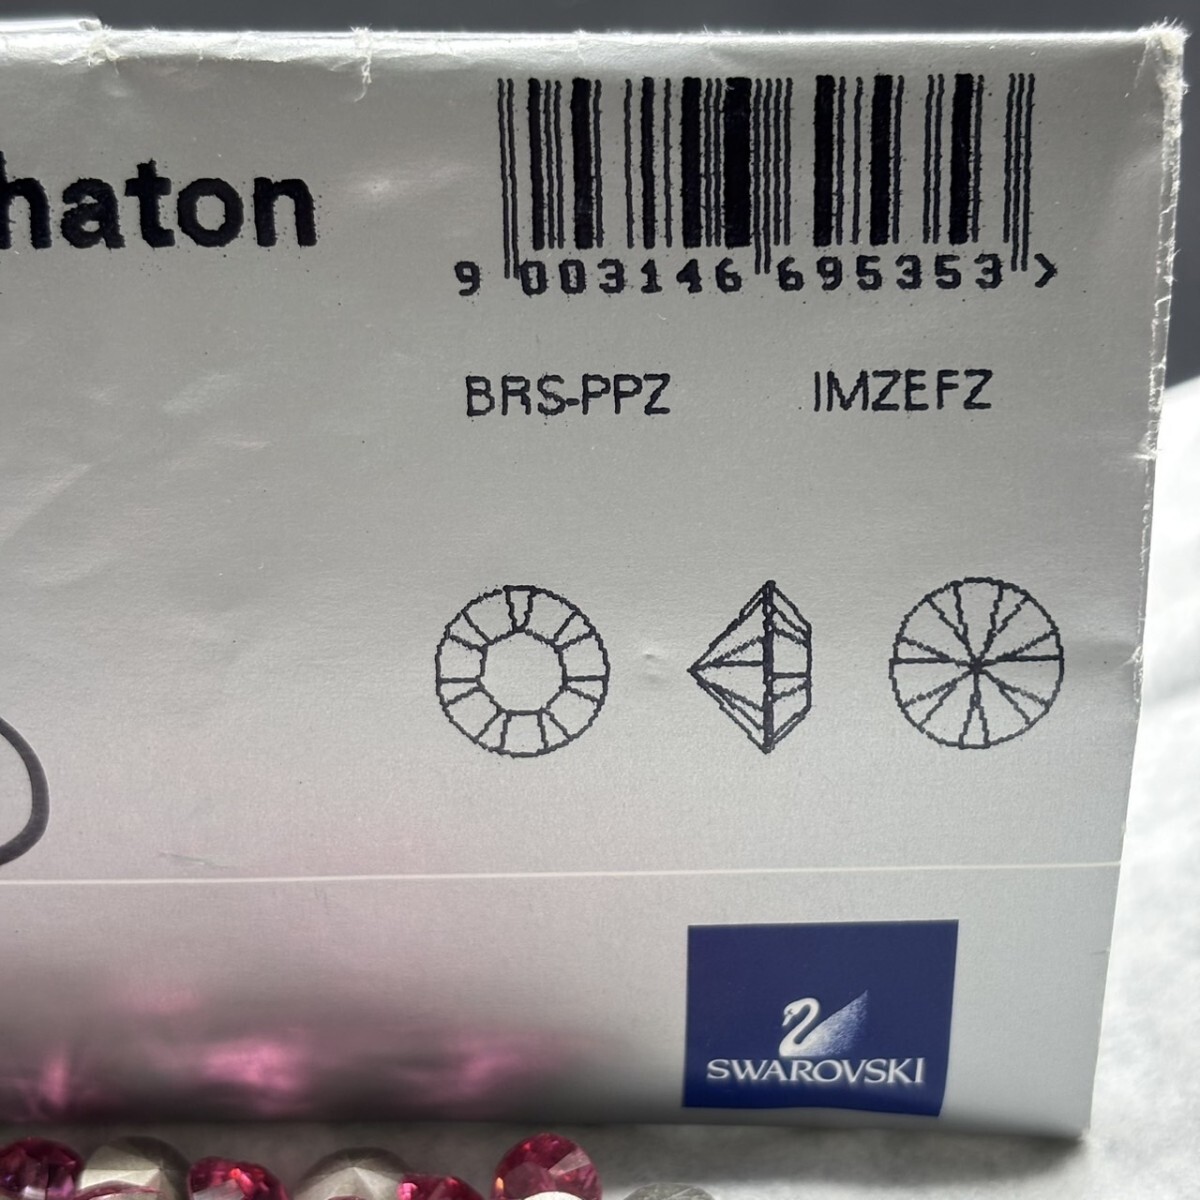 haton
9 003146 695353 >
BRS-PPZ IMZEFZ
SWAROVSKI